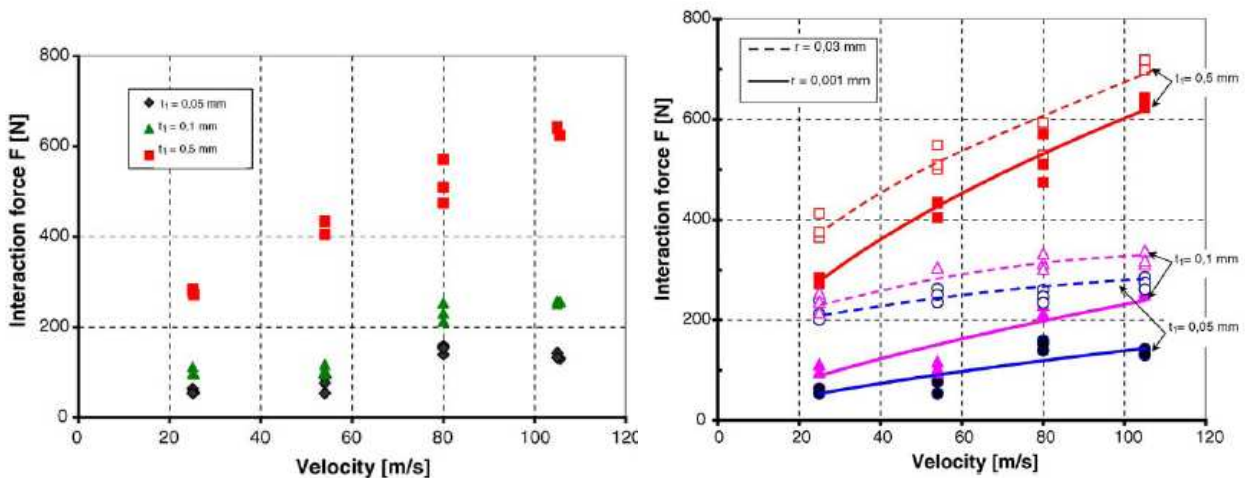 800
600
400
200
0
0
20
40
60
80
100
120
Interaction force F [N]
Velocity [m/s]
t₁ = 0,05 mm
t₁ = 0,1 mm
t₁ = 0,5 mm
800
600
400
200
0
0
20
40
60
80
100
120
Interaction force F [N]
Velocity [m/s]
r = 0,03 mm
r = 0,001 mm
t₁= 0,5 mm
t₁= 0,1 mm
t₁= 0,05 mm